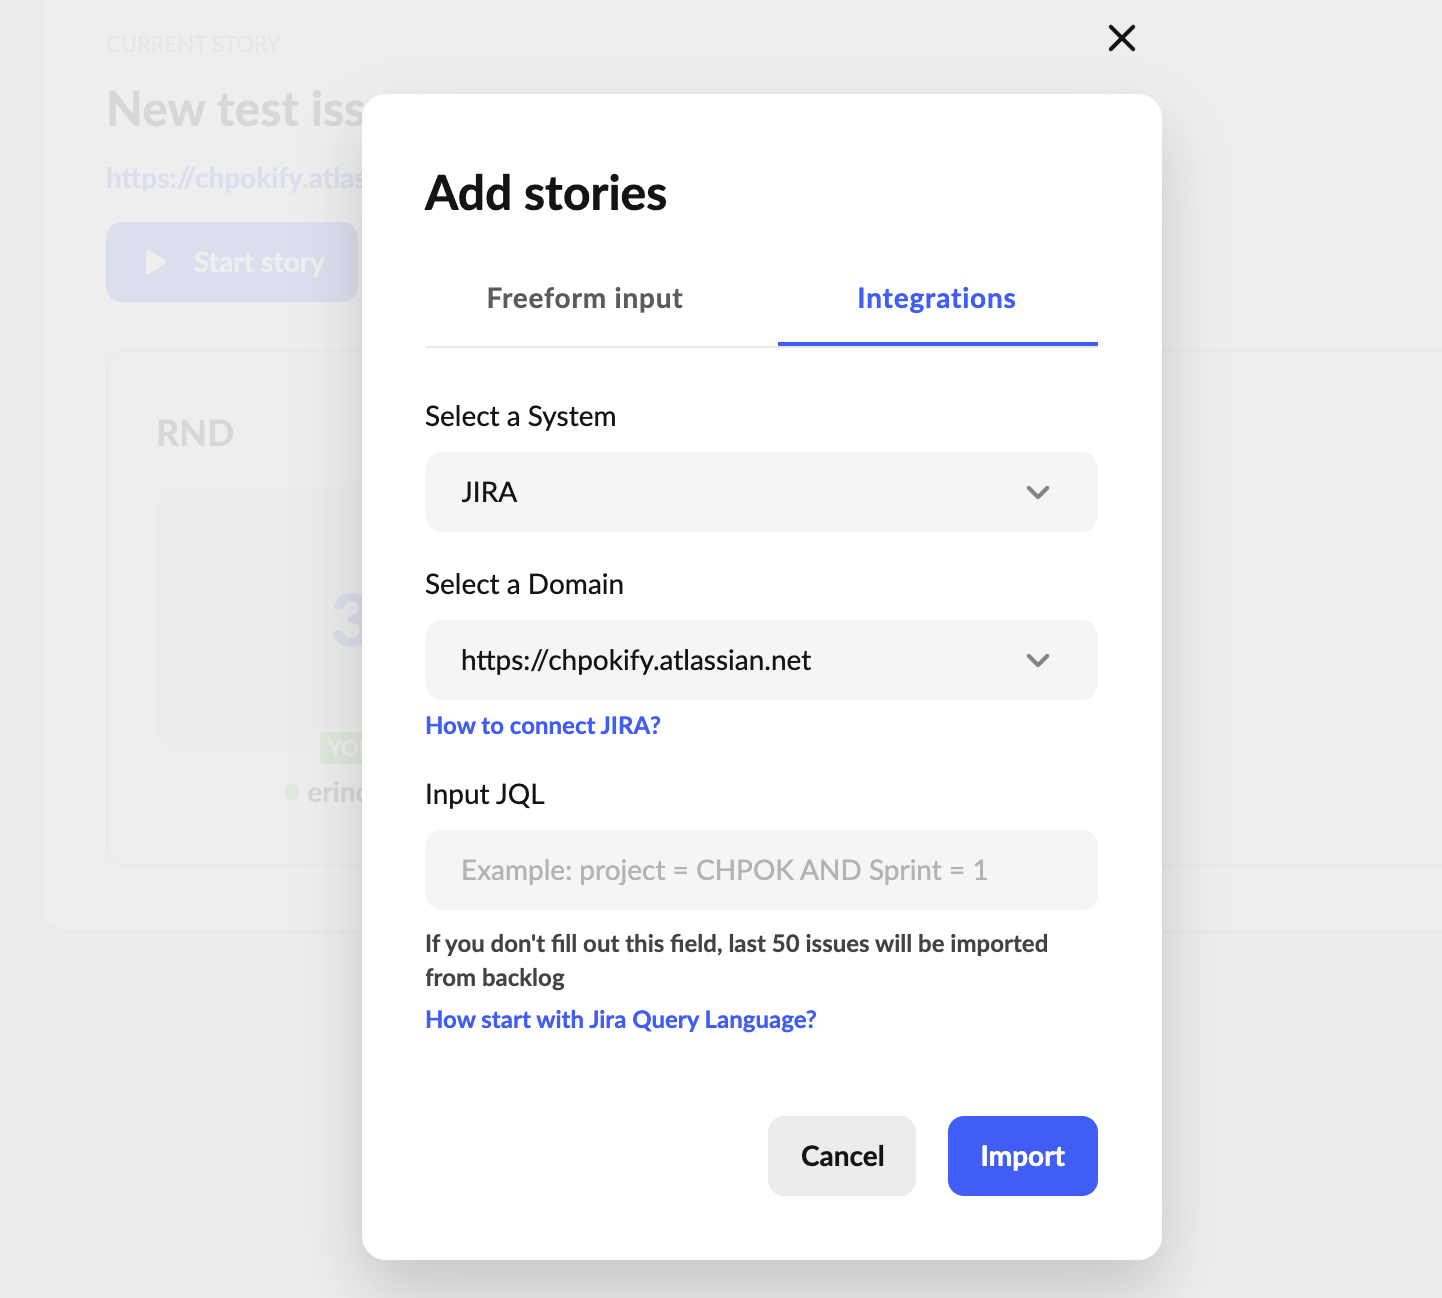 CURRENT STORY
New test iss
https://chpokify.atlas
Start story
RND
3
YOU
erinc
Add stories
Freeform input
Integrations
Select a System
JIRA
Select a Domain
https://chpokify.atlassian.net
How to connect JIRA?
Input JQL
Example: project = CHPOK AND Sprint = 1
If you don't fill out this field, last 50 issues will be imported
from backlog
How start with Jira Query Language?
Cancel
Import